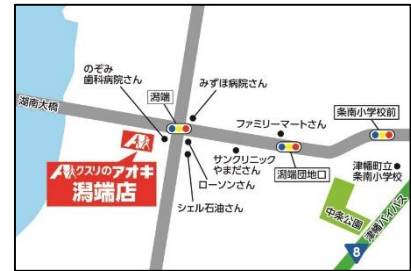 のぞみ
歯科病院さん
みずほ病院さん
潟端
湖南大橋
ファミリーマートさん
条南小学校前
クスリのアオキ
潟端店
サンクリニック
やまださん
潟端団地口
津幡町立
条南小学校
ローソンさん
シェル石油さん
中条公園
津幡バイパス
8